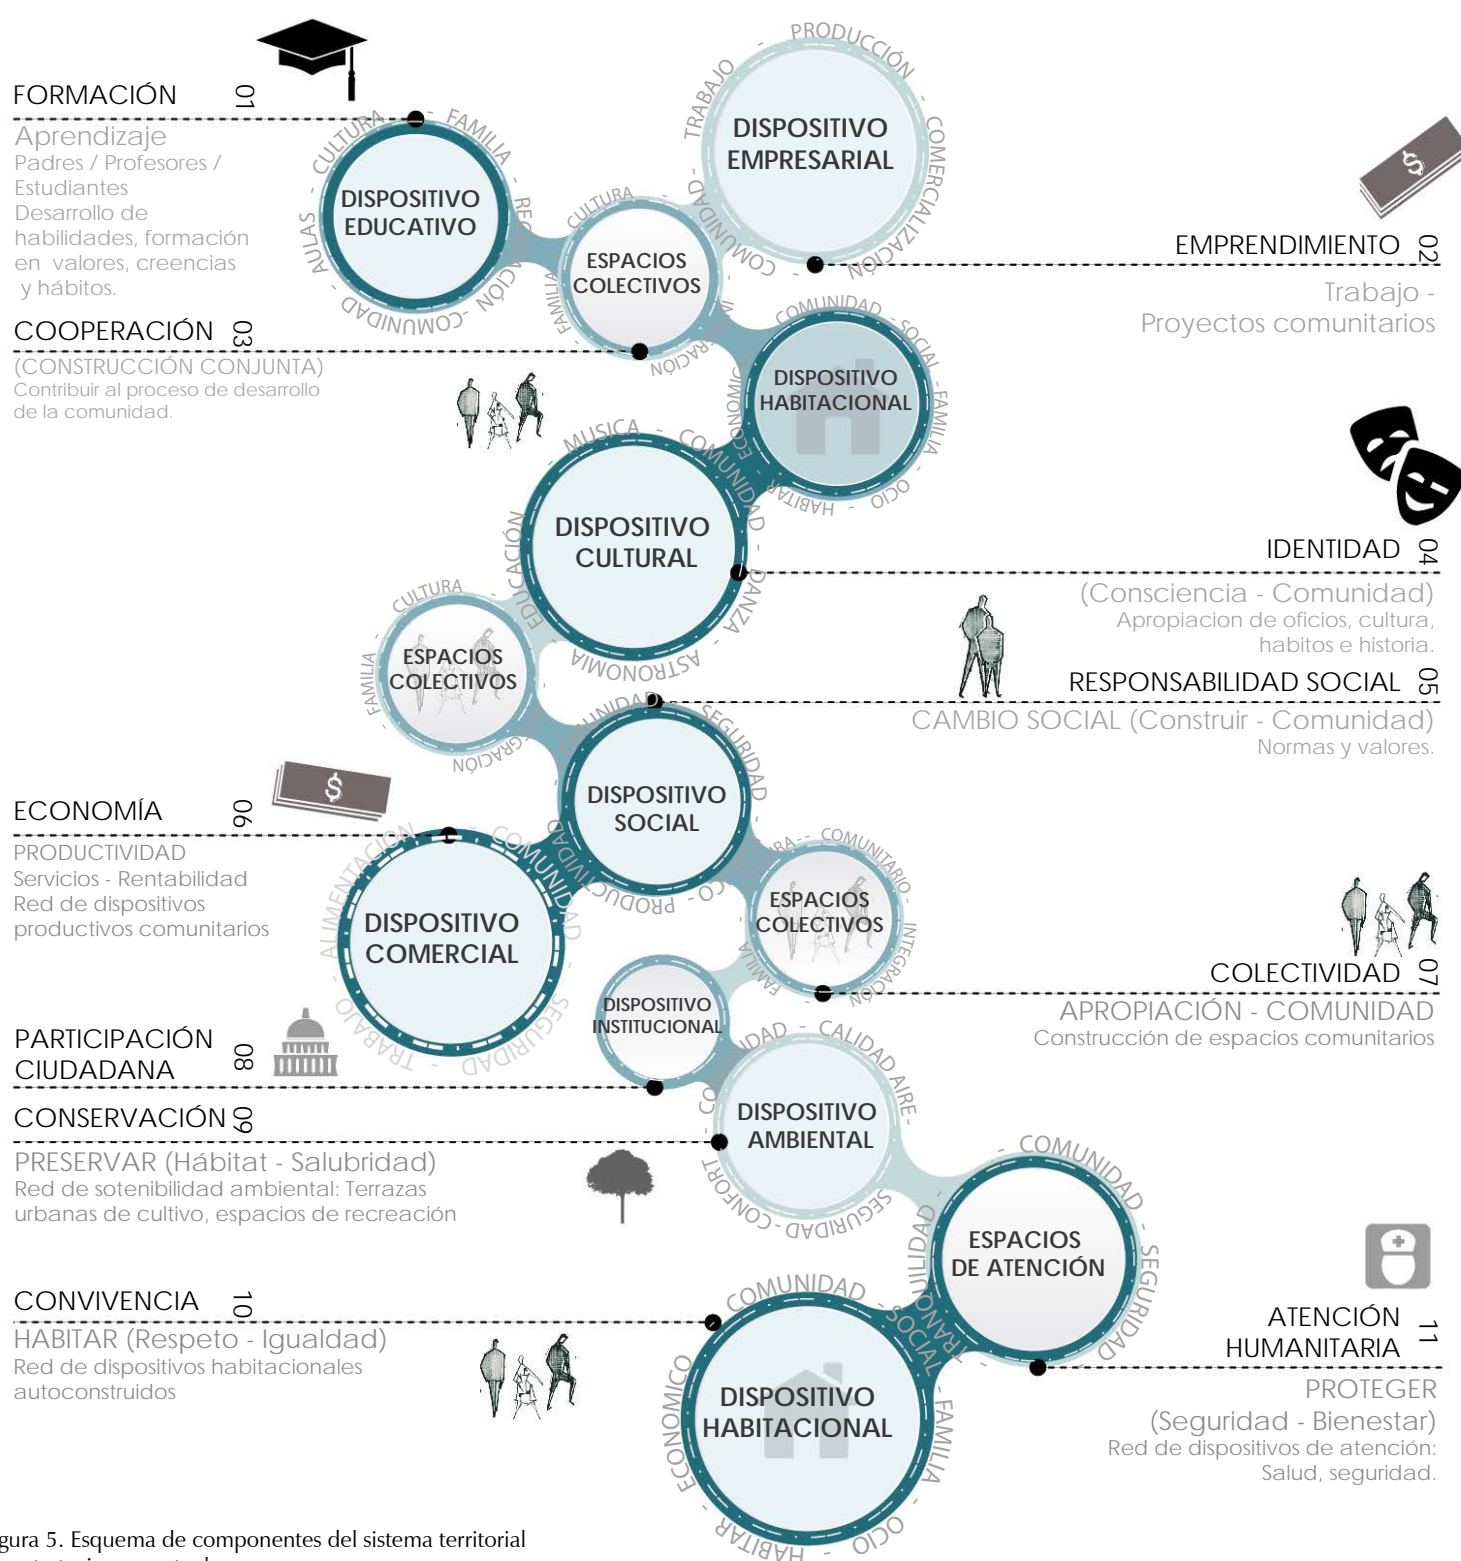 FORMACIÓN 01
Aprendizaje
Padres / Profesores /
Estudiantes
Desarrollo de
habilidades, formación
en valores, creencias
y hábitos.
AULAS - CULTURA - FAMILIA - COMUNIDAD
DISPOSITIVO
EDUCATIVO
TRABAJO - PRODUCCIÓN - COMERCIALIZACIÓN - COMUNIDAD
DISPOSITIVO
EMPRESARIAL
EMPRENDIMIENTO 02
Trabajo -
Proyectos comunitarios
FAMILIA - CULTURA
ESPACIOS
COLECTIVOS
COOPERACIÓN 03
(CONSTRUCCIÓN CONJUNTA)
Contribuir al proceso de desarrollo
de la comunidad.
COMUNIDAD - SOCIAL - FAMILIA - OCIO - HABITAR - ECONOMIC
DISPOSITIVO
HABITACIONAL
EDUCACIÓN - MUSICA - COMUNIDAD - DANZA - ASTRONOMIA
DISPOSITIVO
CULTURAL
IDENTIDAD 04
(Consciencia - Comunidad)
Apropiacion de oficios, cultura,
habitos e historia.
FAMILIA - CULTURA
ESPACIOS
COLECTIVOS
RESPONSABILIDAD SOCIAL 05
CAMBIO SOCIAL (Construir - Comunidad)
Normas y valores.
SEGURIDAD - CO - PRODUCTIVIDAD
DISPOSITIVO
SOCIAL
ECONOMÍA 06
PRODUCTIVIDAD
Servicios - Rentabilidad
Red de dispositivos
productivos comunitarios
ALIMENTACIÓN - COMUNIDAD - SEGURIDAD - TRABAJO
DISPOSITIVO
COMERCIAL
COMUNITARIO - INTEGRACIÓN - FAMILIA
ESPACIOS
COLECTIVOS
COLECTIVIDAD 07
APROPIACIÓN - COMUNIDAD
Construcción de espacios comunitarios
DISPOSITIVO
INSTITUCIONAL
PARTICIPACIÓN
CIUDADANA 08
CONSERVACIÓN 09
PRESERVAR (Hábitat - Salubridad)
Red de sotenibilidad ambiental: Terrazas
urbanas de cultivo, espacios de recreación
CALIDAD AIRE - SEGURIDAD - CONFORT
DISPOSITIVO
AMBIENTAL
TRANQUILIDAD - COMUNIDAD - SEGURIDAD
ESPACIOS
DE ATENCIÓN
CONVIVENCIA 10
HABITAR (Respeto - Igualdad)
Red de dispositivos habitacionales
autoconstruidos
ATENCIÓN
HUMANITARIA 11
PROTEGER
(Seguridad - Bienestar)
Red de dispositivos de atención:
Salud, seguridad.
ECONOMICO COMUNIDAD - SOCIAL - FAMILIA - OCIO - HABITAR
DISPOSITIVO
HABITACIONAL
gura 5. Esquema de componentes del sistema territorial